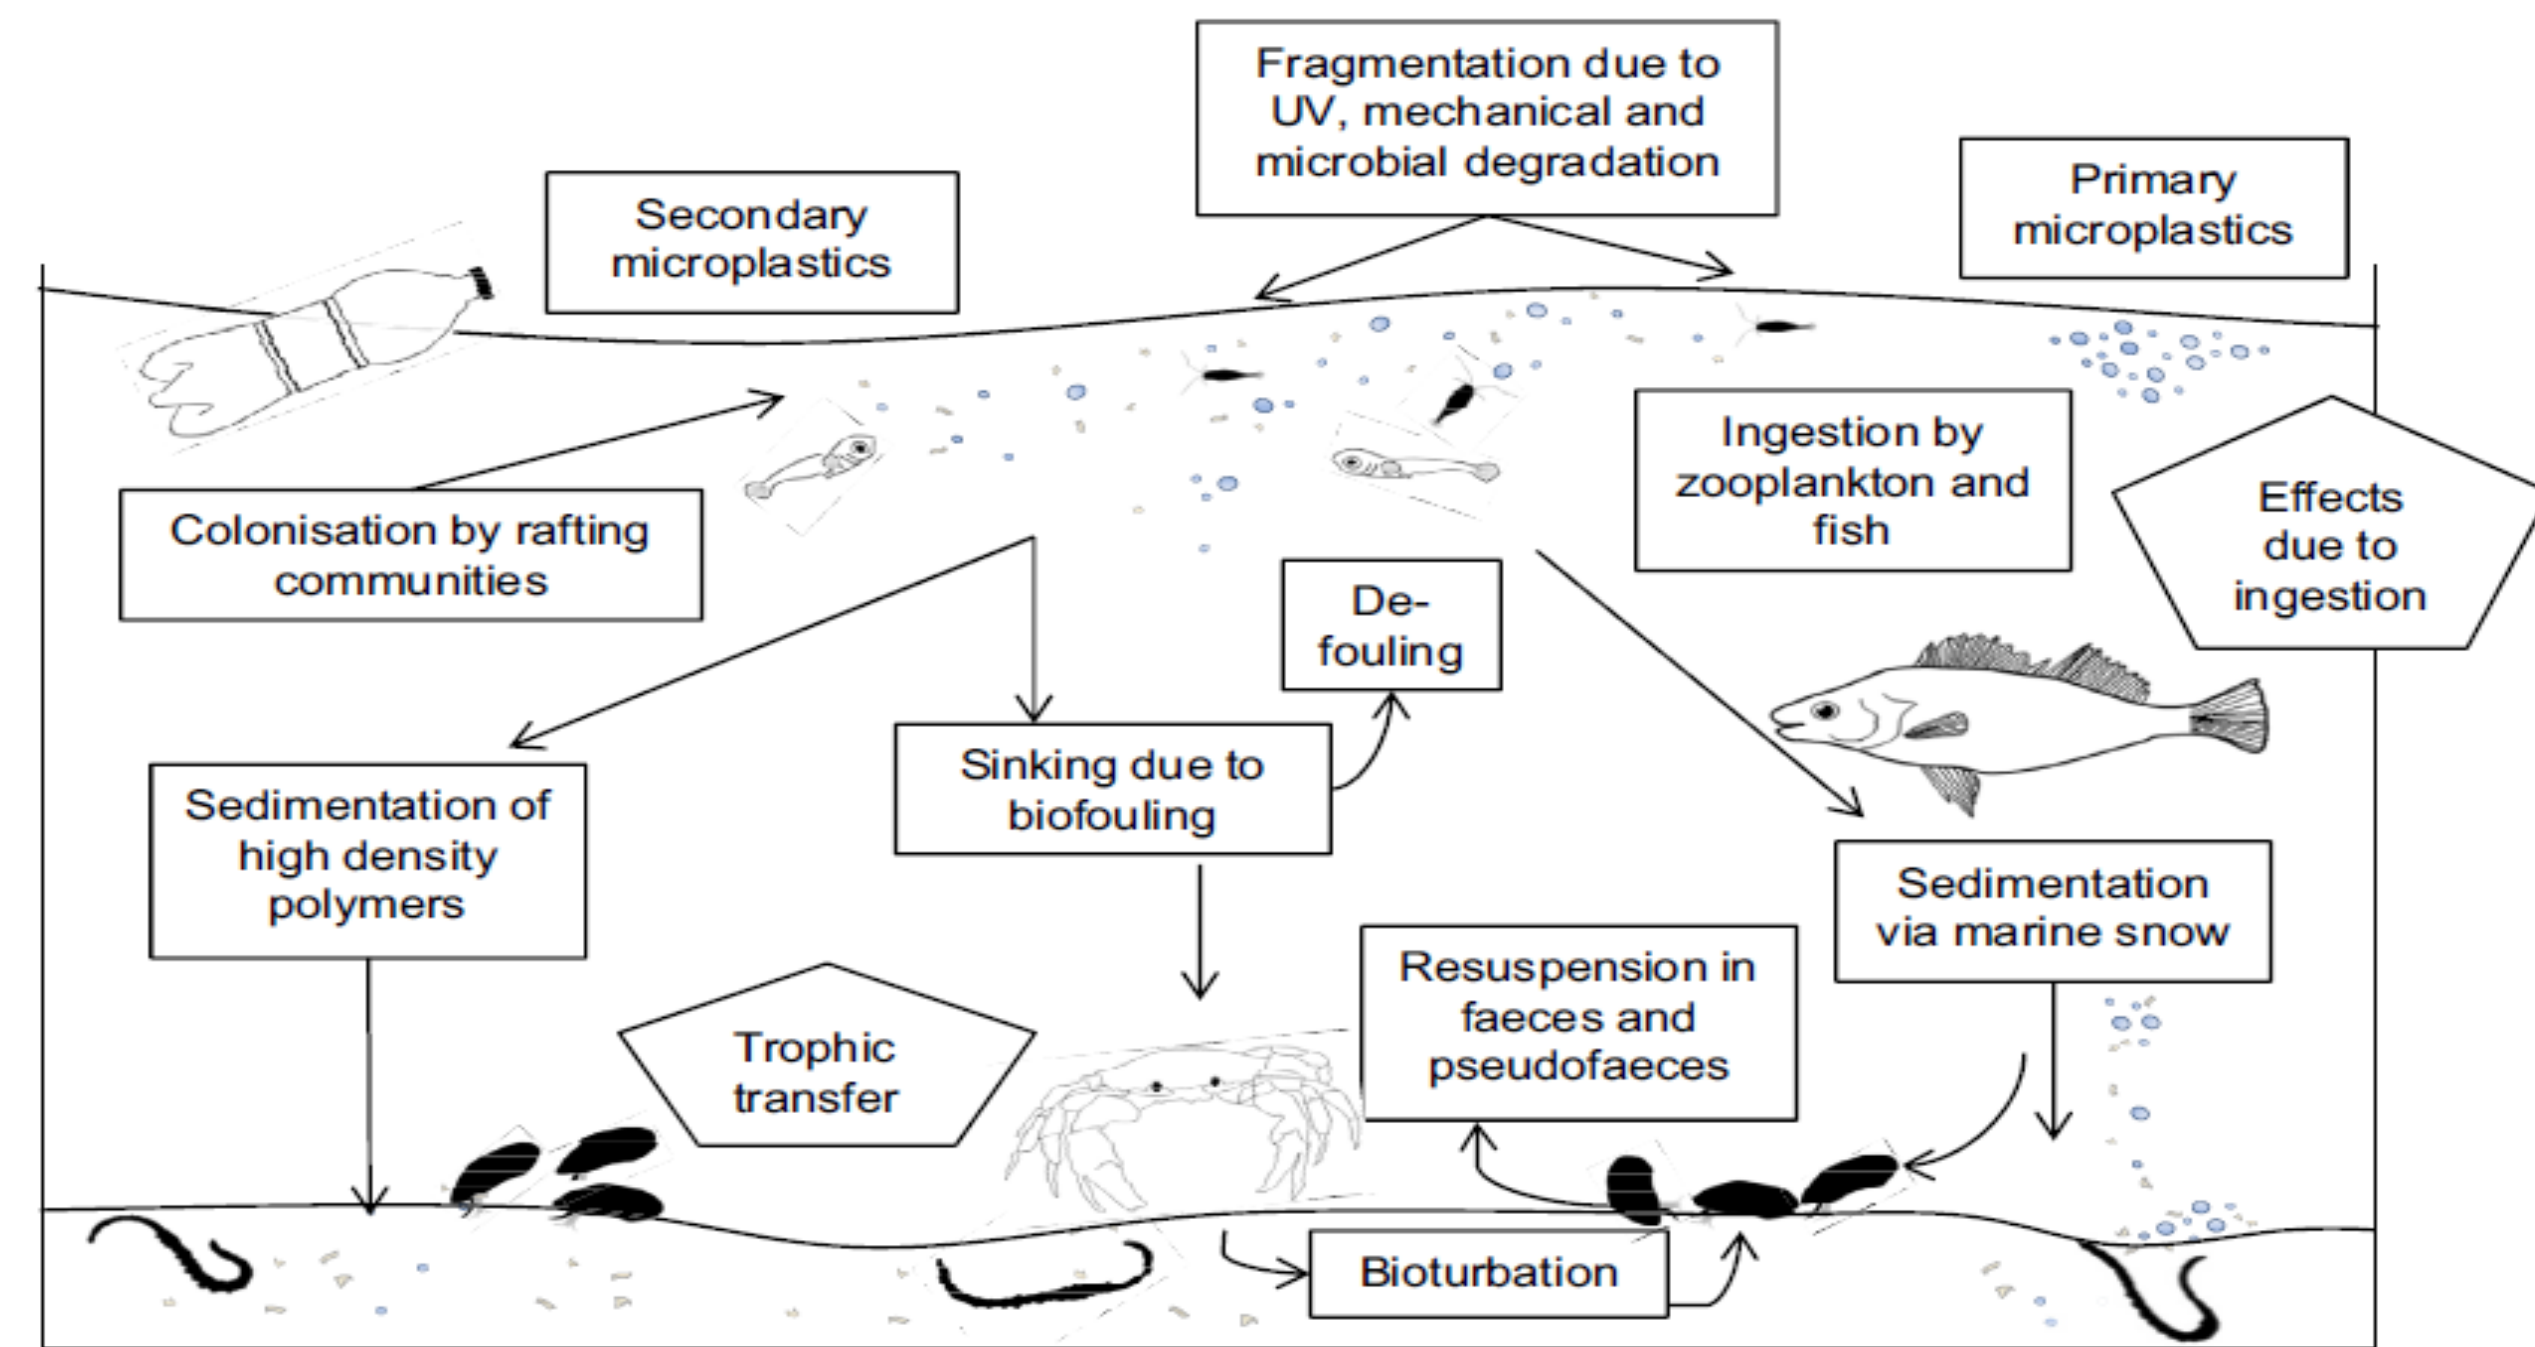 Fragmentation due to
UV, mechanical and
microbial degradation
Primary
microplastics
Secondary
microplastics
Ingestion by
zooplankton and
fish
Effects
due to
ingestion
Colonisation by rafting
communities
De-
fouling
Sinking due to
biofouling
Sedimentation of
high density
polymers
Sedimentation
via marine snow
Resuspension in
faeces and
pseudofaeces
Trophic
transfer
Bioturbation